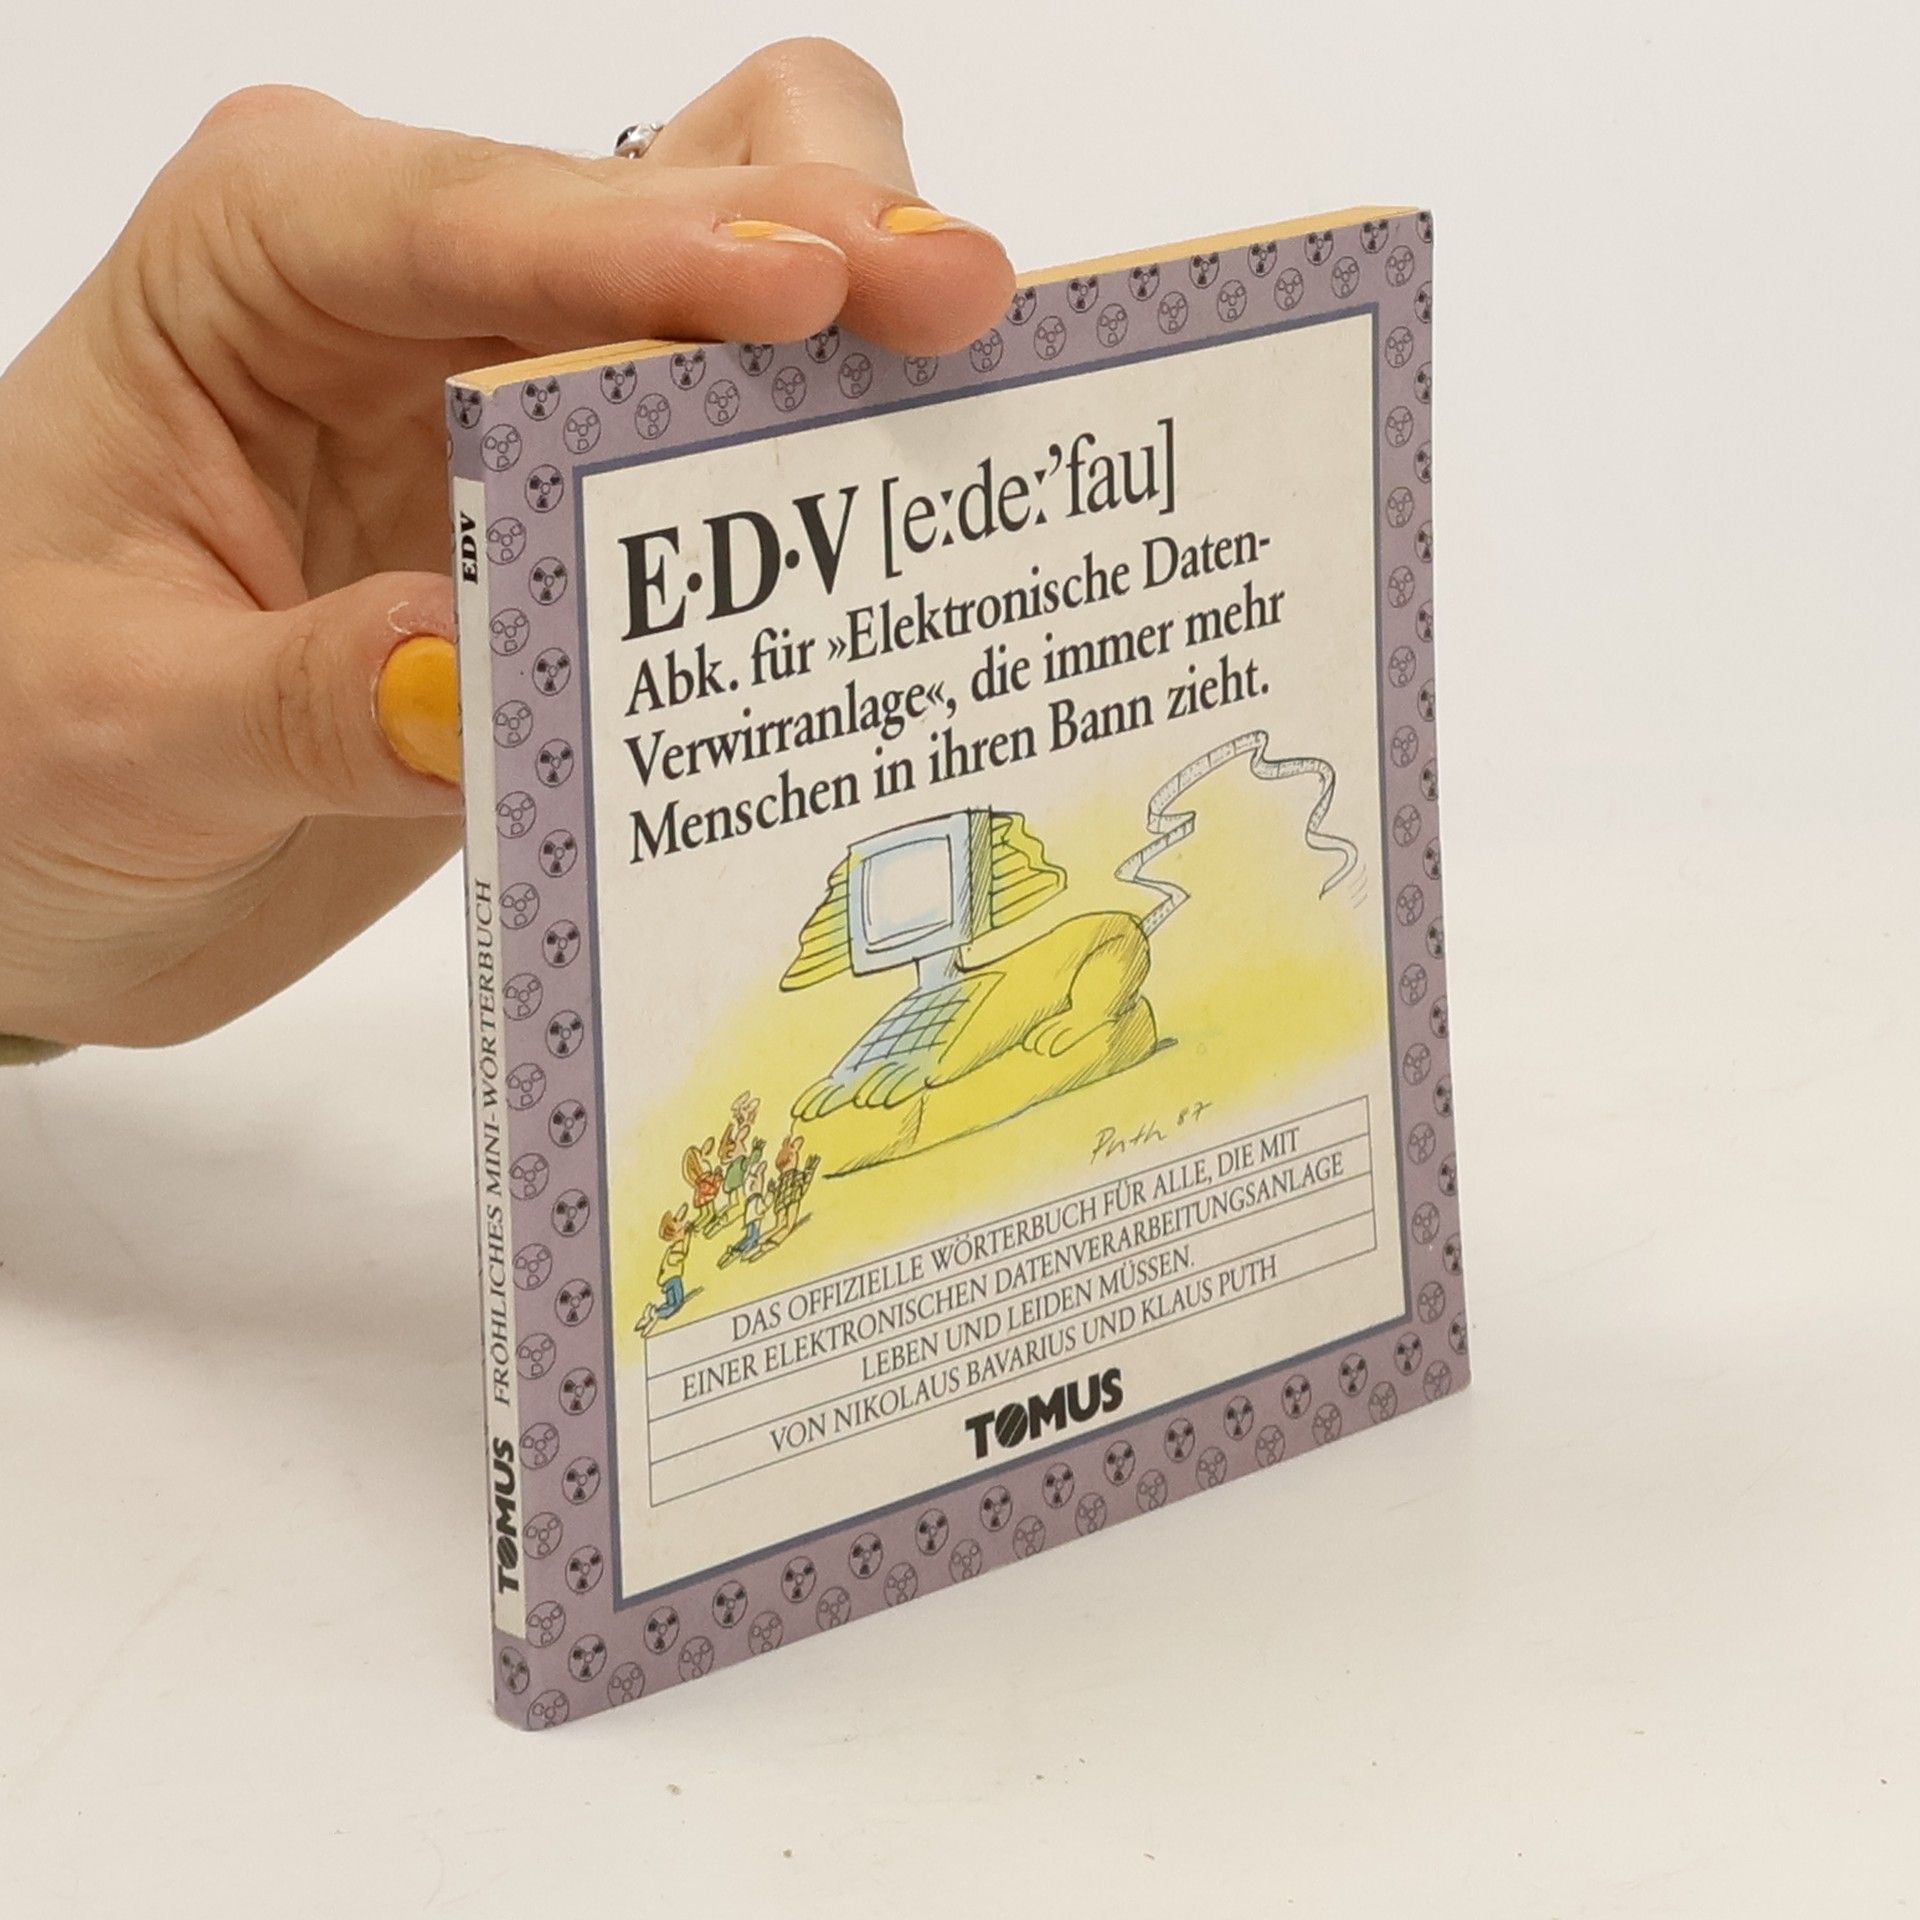 E·D·V [e:de:'fau]
Abk. für »Elektronische Daten-
Verwirranlage«, die immer mehr
Menschen in ihren Bann zieht.
Puth 87
DAS OFFIZIELLE WÖRTERBUCH FÜR ALLE, DIE MIT
EINER ELEKTRONISCHEN DATENVERARBEITUNGSANLAGE
LEBEN UND LEIDEN MÜSSEN.
VON NIKOLAUS BAVARIUS UND KLAUS PUTH
TOMUS
TOMUS FRÖHLICHES MINI-WÖRTERBUCH EDV